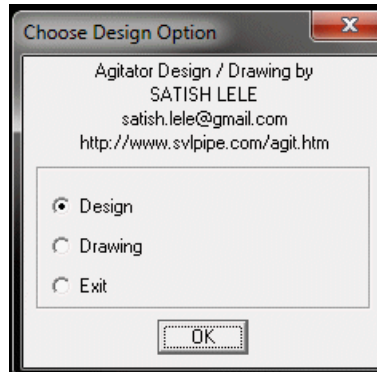 Choose Design Option
Agitator Design / Drawing by
SATISH LELE
satish.lele@gmail.com
http://www.svlpipe.com/agit.htm
Design
Drawing
Exit
OK